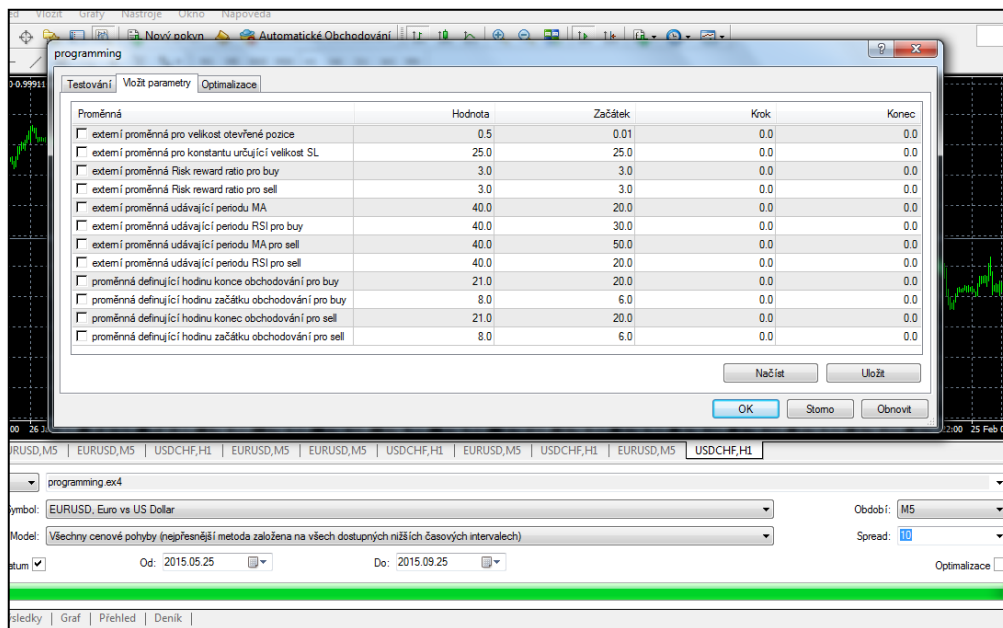 Vložit Grafy Nástroje Okno Nápověda
Nový pokyn Automatické Obchodování
programming
Testování Vložit parametry Optimalizace
0.99911
Proměnná Hodnota Začátek Krok Konec
externí proměnná pro velikost otevřené pozice 0.5 0.01 0.0 0.0
externí proměnná pro konstantu určující velikost SL 25.0 25.0 0.0 0.0
externí proměnná Risk reward ratio pro buy 3.0 3.0 0.0 0.0
externí proměnná Risk reward ratio pro sell 3.0 3.0 0.0 0.0
externí proměnná udávající periodu MA 40.0 20.0 0.0 0.0
externí proměnná udávající periodu RSI pro buy 40.0 30.0 0.0 0.0
externí proměnná udávající periodu MA pro sell 40.0 50.0 0.0 0.0
externí proměnná udávající periodu RSI pro sell 40.0 20.0 0.0 0.0
proměnná definující hodinu konce obchodování pro buy 21.0 20.0 0.0 0.0
proměnná definující hodinu začátku obchodování pro buy 8.0 6.0 0.0 0.0
proměnná definující hodinu konec obchodování pro sell 21.0 20.0 0.0 0.0
proměnná definující hodinu začátku obchodování pro sell 8.0 6.0 0.0 0.0
Načíst Uložit
OK Storno Obnovit
00 26 2:00 25 Feb
URUSD,M5 EURUSD,M5 USDCHF,H1 EURUSD,M5 EURUSD,M5 USDCHF,H1 EURUSD,M5 USDCHF,H1 EURUSD,M5 USDCHF,H1
programming.ex4
Symbol: EURUSD, Euro vs US Dollar Období: M5
Model: Všechny cenové pohyby (nejpřesnější metoda založena na všech dostupných nižších časových intervalech) Spread: 10
atum Od: 2015.05.25 Do: 2015.09.25 Optimalizace
ýsledky Graf Přehled Deník